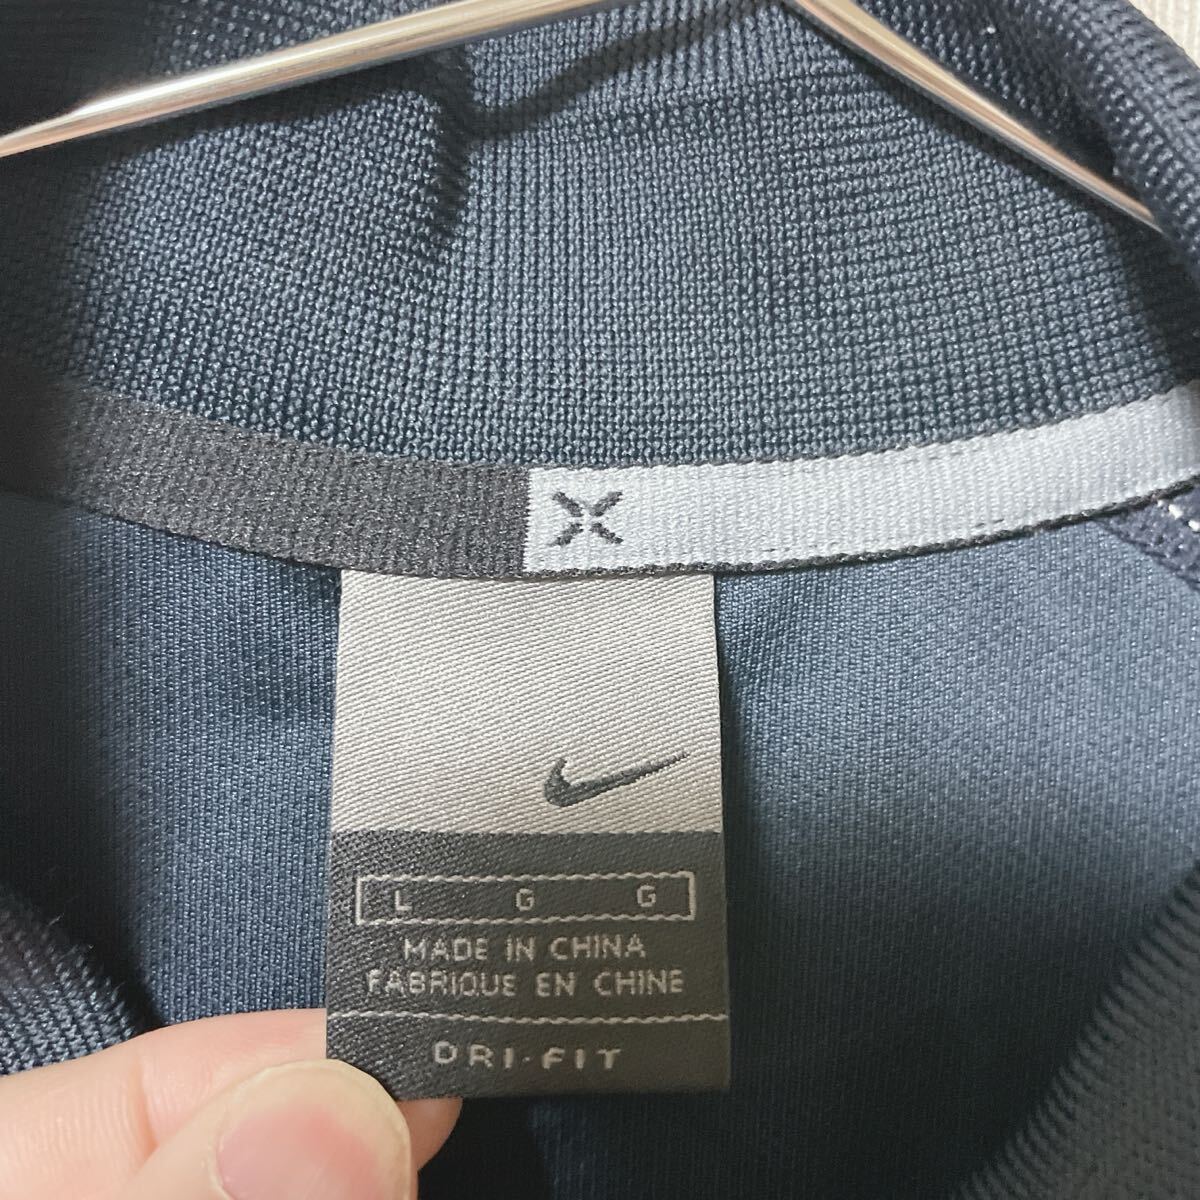 L G G
MADE IN CHINA
FABRIQUE EN CHINE
DRI-FIT